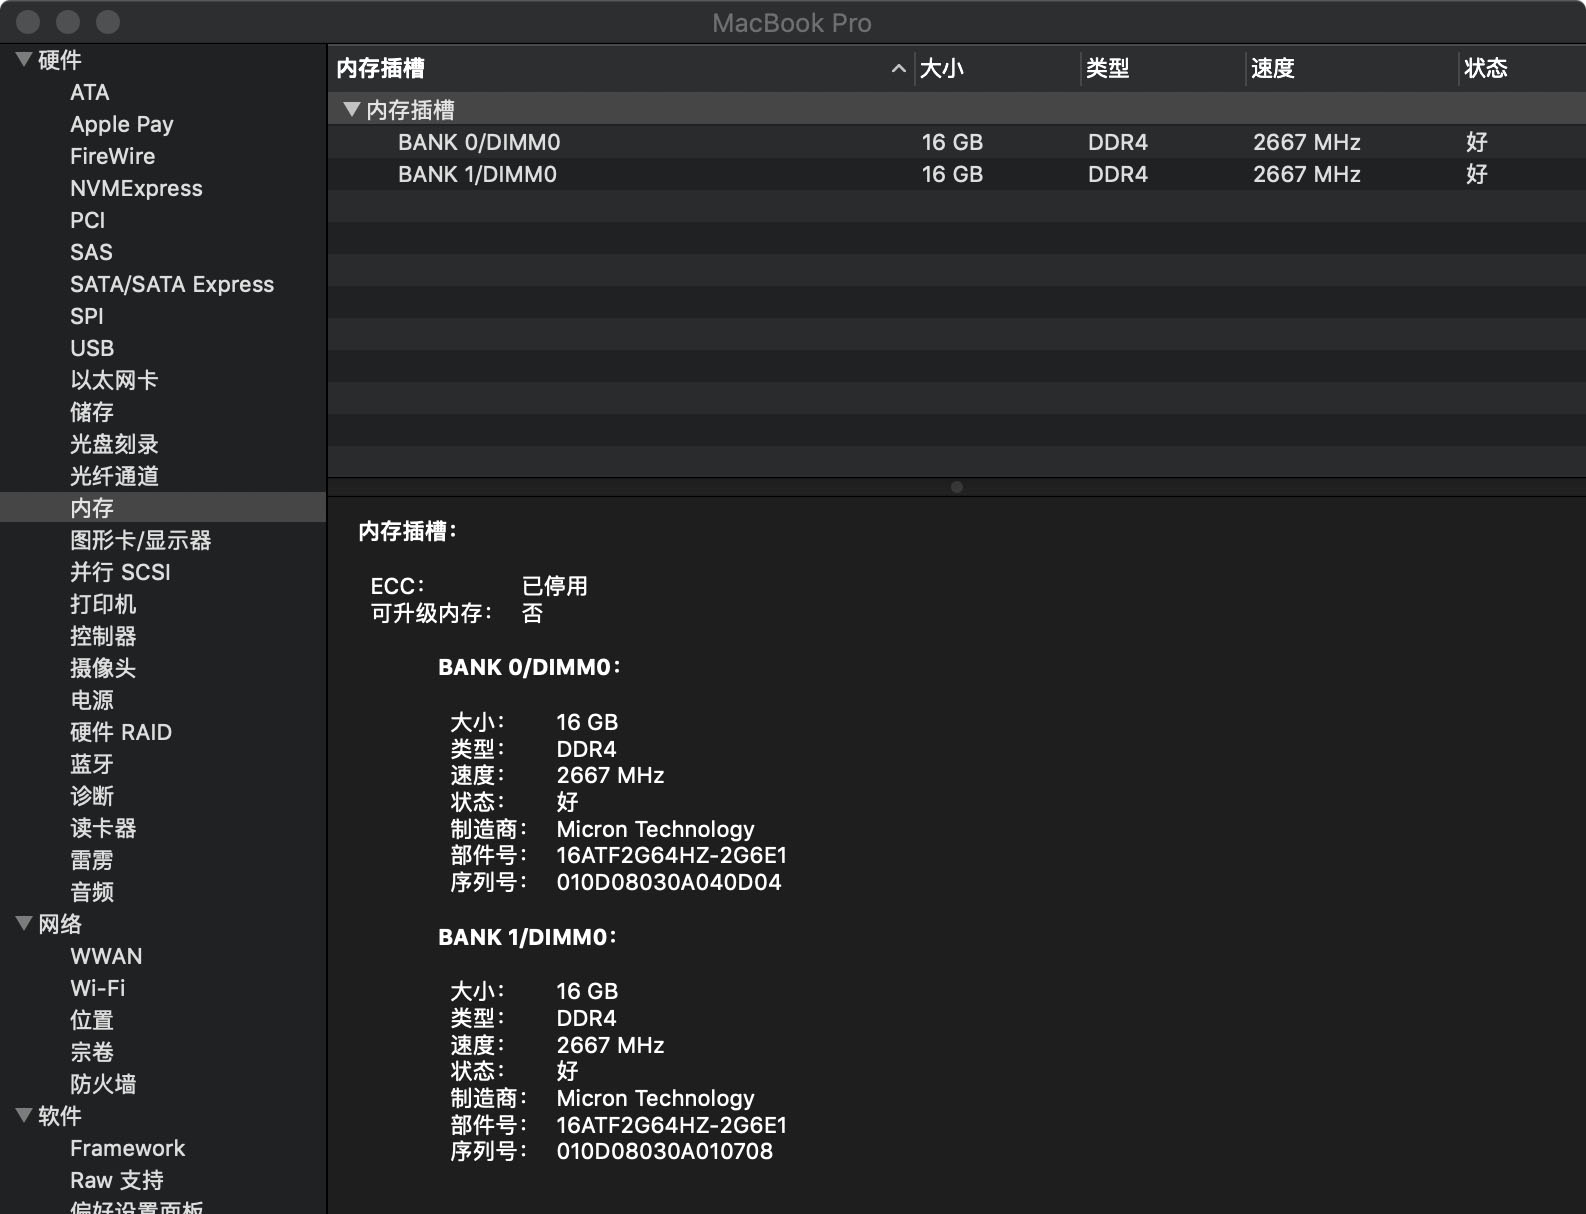 MacBook Pro
硬件
ATA
Apple Pay
FireWire
NVMExpress
PCI
SAS
SATA/SATA Express
SPI
USB
以太网卡
储存
光盘刻录
光纤通道
内存
图形卡/显示器
并行 SCSI
打印机
控制器
摄像头
电源
硬件 RAID
蓝牙
诊断
读卡器
雷雳
音频
网络
WWAN
Wi-Fi
位置
宗卷
防火墙
软件
Framework
Raw 支持
偏好设置面板
内存插槽 大小 类型 速度 状态
内存插槽
BANK 0/DIMM0 16 GB DDR4 2667 MHz 好
BANK 1/DIMM0 16 GB DDR4 2667 MHz 好
内存插槽：
ECC： 已停用
可升级内存： 否
BANK 0/DIMM0：
大小： 16 GB
类型： DDR4
速度： 2667 MHz
状态： 好
制造商： Micron Technology
部件号： 16ATF2G64HZ-2G6E1
序列号： 010D08030A040D04
BANK 1/DIMM0：
大小： 16 GB
类型： DDR4
速度： 2667 MHz
状态： 好
制造商： Micron Technology
部件号： 16ATF2G64HZ-2G6E1
序列号： 010D08030A010708